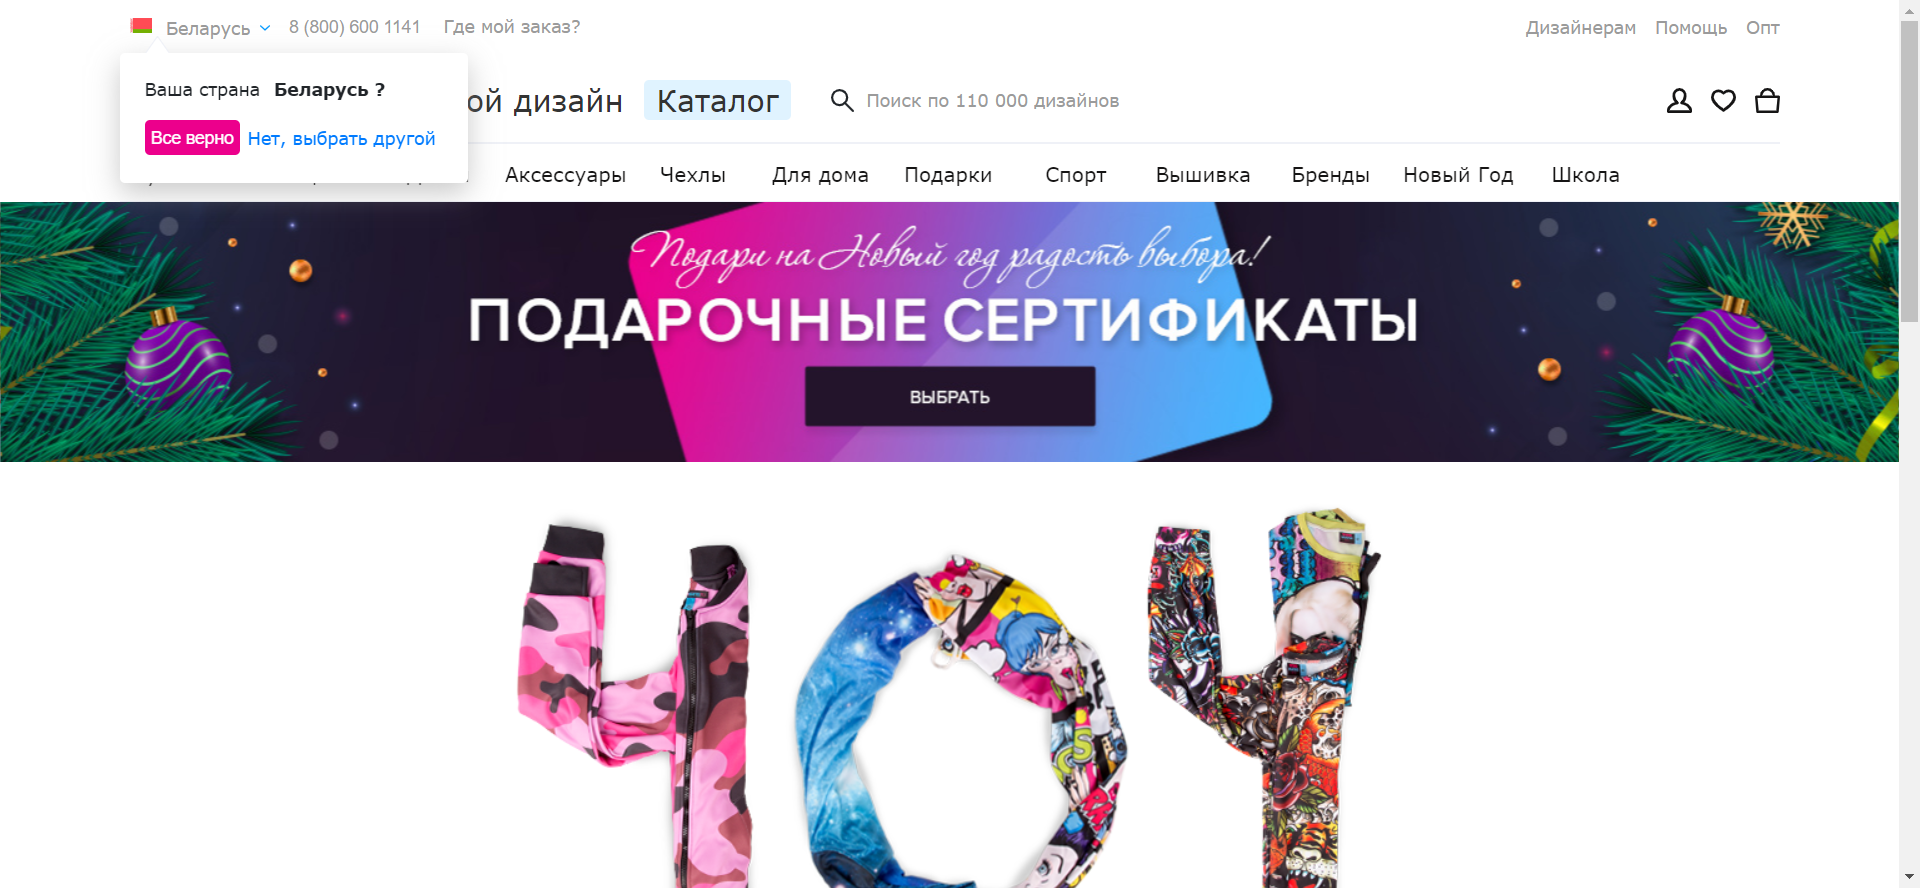 Беларусь
8 (800) 600 1141
Где мой заказ?
Дизайнерам
Помощь
Опт
Ваша страна Беларусь ?
Все верно
Нет, выбрать другой
ой дизайн
Каталог
Поиск по 110 000 дизайнов
Аксессуары
Чехлы
Для дома
Подарки
Спорт
Вышивка
Бренды
Новый Год
Школа
Подари на Новый год радость выбора!
ПОДАРОЧНЫЕ СЕРТИФИКАТЫ
ВЫБРАТЬ
404